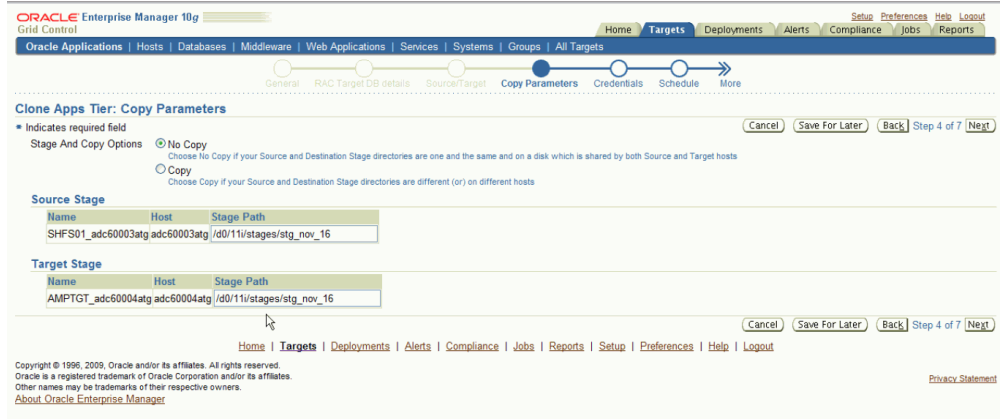 ORACLE Enterprise Manager 10g
Grid Control
Setup Preferences Help Logout
Home Targets Deployments Alerts Compliance Jobs Reports
Oracle Applications | Hosts | Databases | Middleware | Web Applications | Services | Systems | Groups | All Targets
General RAC Target DB details Source/Target Copy Parameters Credentials Schedule More
Clone Apps Tier: Copy Parameters
* Indicates required field
Cancel Save For Later Back Step 4 of 7 Next
Stage And Copy Options No Copy
Choose No Copy if your Source and Destination Stage directories are one and the same and on a disk which is shared by both Source and Target hosts
Copy
Choose Copy if your Source and Destination Stage directories are different (or) on different hosts
Source Stage
Name Host Stage Path
SHFS01_adc60003atg adc60003atg /d0/11i/stages/stg_nov_16
Target Stage
Name Host Stage Path
AMPTGT_adc60004atg adc60004atg /d0/11i/stages/stg_nov_16
Cancel Save For Later Back Step 4 of 7 Next
Home | Targets | Deployments | Alerts | Compliance | Jobs | Reports | Setup | Preferences | Help | Logout
Copyright © 1996, 2009, Oracle and/or its affiliates. All rights reserved.
Oracle is a registered trademark of Oracle Corporation and/or its affiliates.
Other names may be trademarks of their respective owners.
About Oracle Enterprise Manager
Privacy Statement